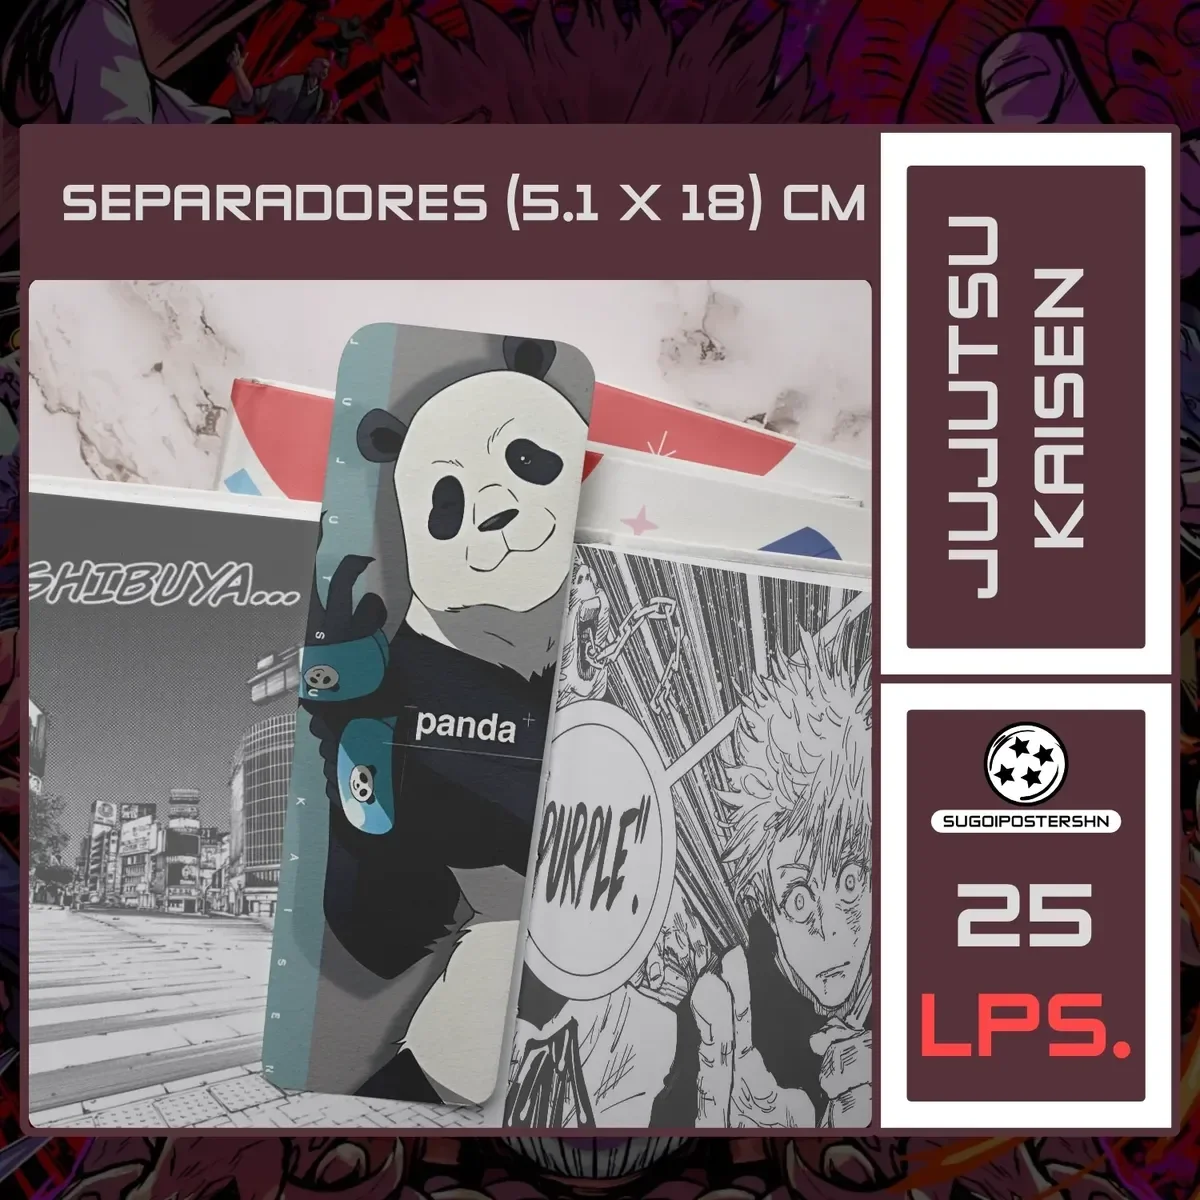 SEPARADORES (5.1 X 18) CM
JUJUTSU
KAISEN
SHIBUYA...
JUJUTSU KAISEN
panda
PURPLE"
SUGOIPOSTERSHN
25
LPS.